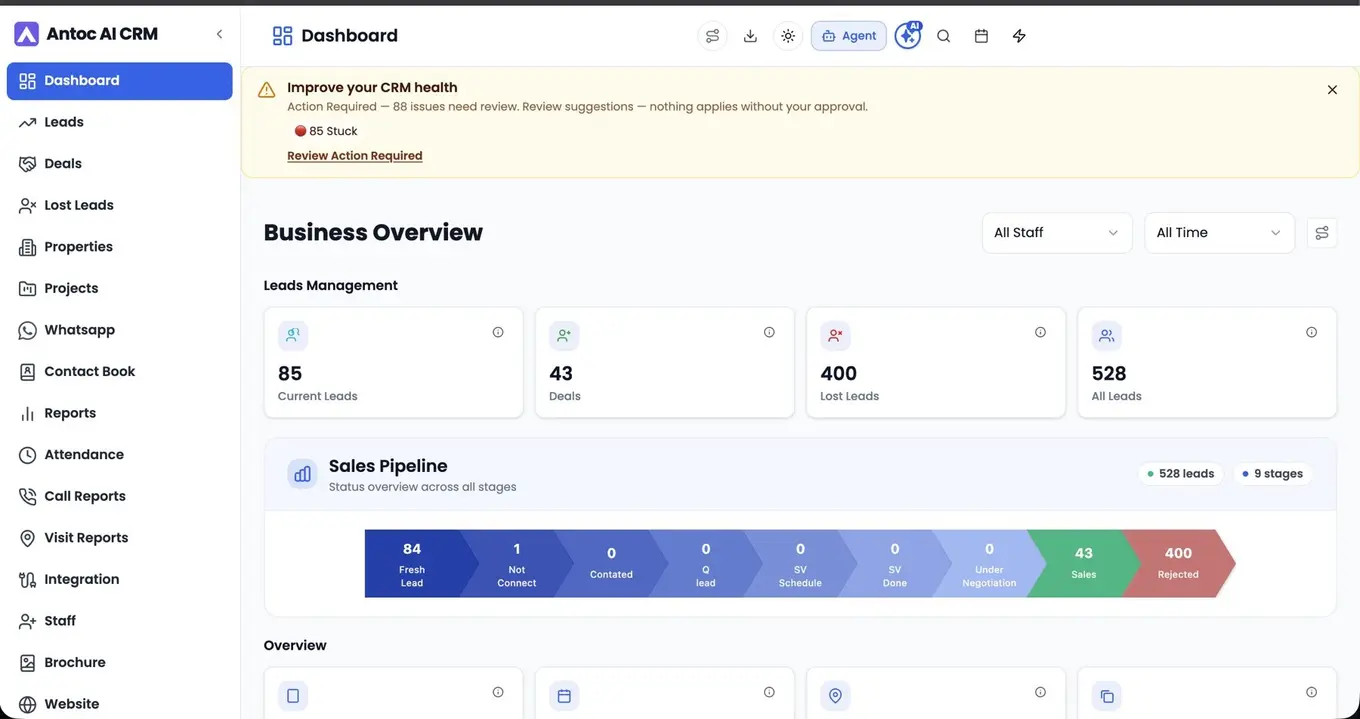 Antoc AI CRM
Dashboard
Leads
Deals
Lost Leads
Properties
Projects
Whatsapp
Contact Book
Reports
Attendance
Call Reports
Visit Reports
Integration
Staff
Brochure
Website
Dashboard
Agent
AI
Improve your CRM health
Action Required — 88 issues need review. Review suggestions — nothing applies without your approval.
85 Stuck
Review Action Required
Business Overview
All Staff
All Time
Leads Management
85
Current Leads
43
Deals
400
Lost Leads
528
All Leads
Sales Pipeline
Status overview across all stages
528 leads
9 stages
84
Fresh
Lead
1
Not
Connect
0
Contated
0
Q
lead
0
SV
Schedule
0
SV
Done
0
Under
Negotiation
43
Sales
400
Rejected
Overview